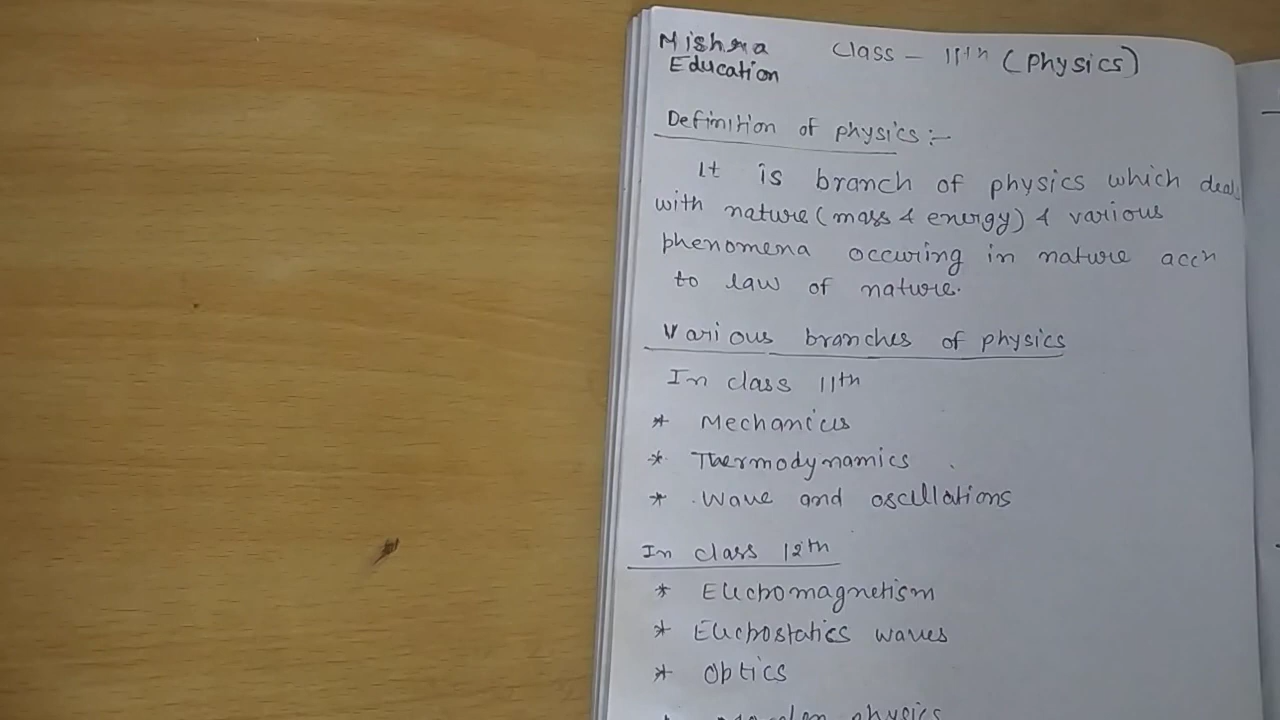 Mishra
Education
Class - 11th (Physics)
Definition of physics :-
It is branch of physics which deals
with nature (mass & energy) & various
phenomena occuring in nature accn
to law of nature.
Various branches of physics
In class 11th
* Mechanics
* Thermodynamics
* Wave and oscillations
In class 12th
* Electromagnetism
* Electrostatics waves
* Optics
physics